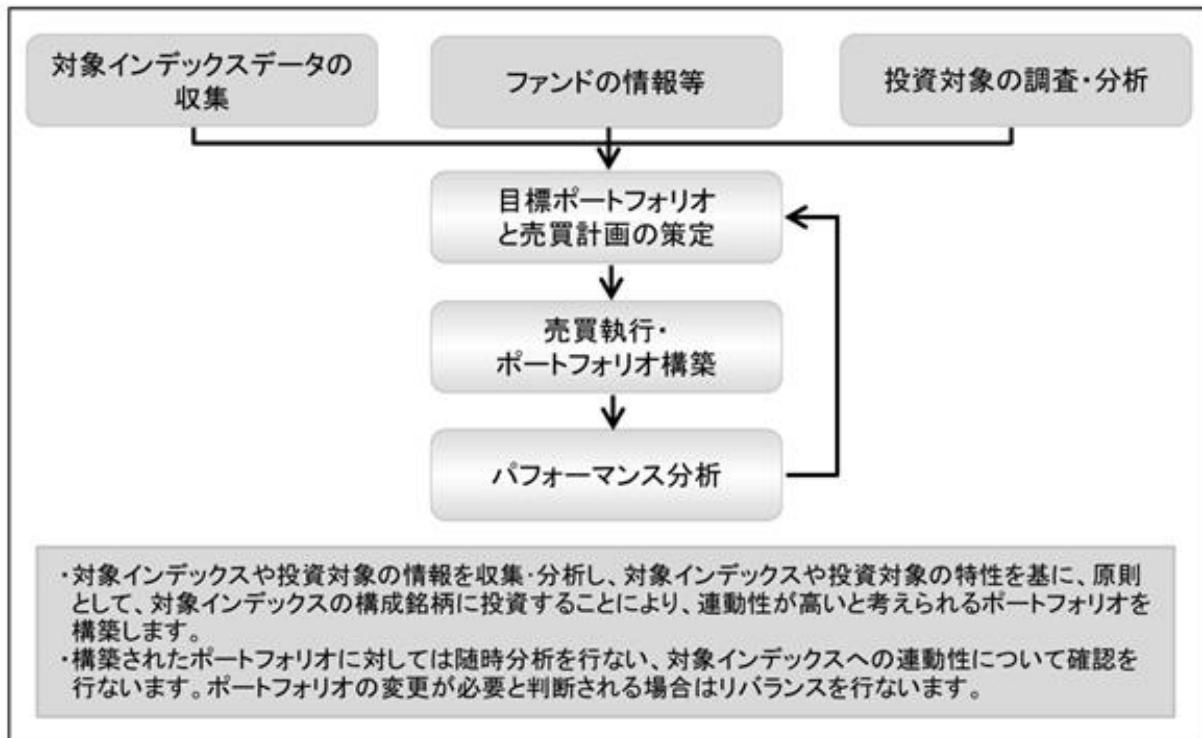 対象インデックスデータの
収集
ファンドの情報等
投資対象の調査・分析
目標ポートフォリオ
と売買計画の策定
売買執行・
ポートフォリオ構築
パフォーマンス分析
・対象インデックスや投資対象の情報を収集・分析し、対象インデックスや投資対象の特性を基に、原則
として、対象インデックスの構成銘柄に投資することにより、連動性が高いと考えられるポートフォリオを
構築します。
・構築されたポートフォリオに対しては随時分析を行ない、対象インデックスへの連動性について確認を
行ないます。ポートフォリオの変更が必要と判断される場合はリバランスを行ないます。